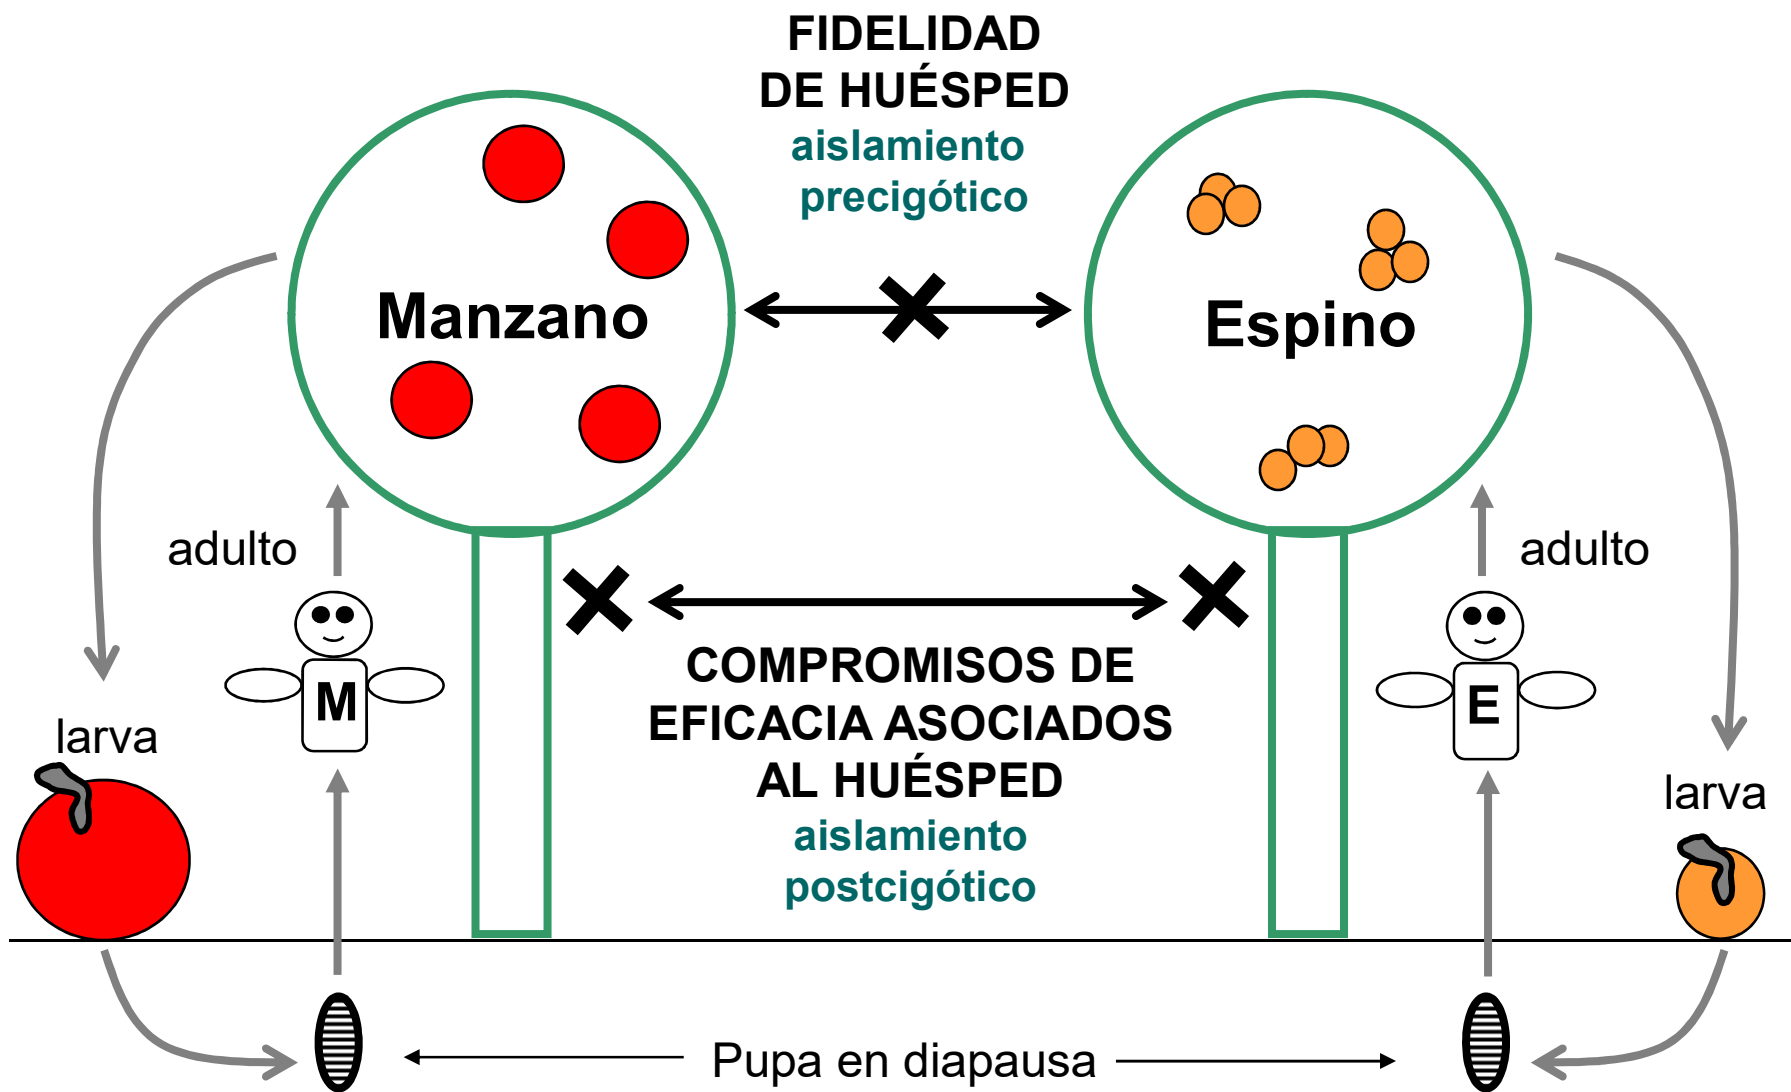 FIDELIDAD
DE HUÉSPED
aislamiento
precigótico
Manzano
Espino
adulto
adulto
M
E
COMPROMISOS DE
EFICACIA ASOCIADOS
AL HUÉSPED
aislamiento
postcigótico
larva
larva
Pupa en diapausa